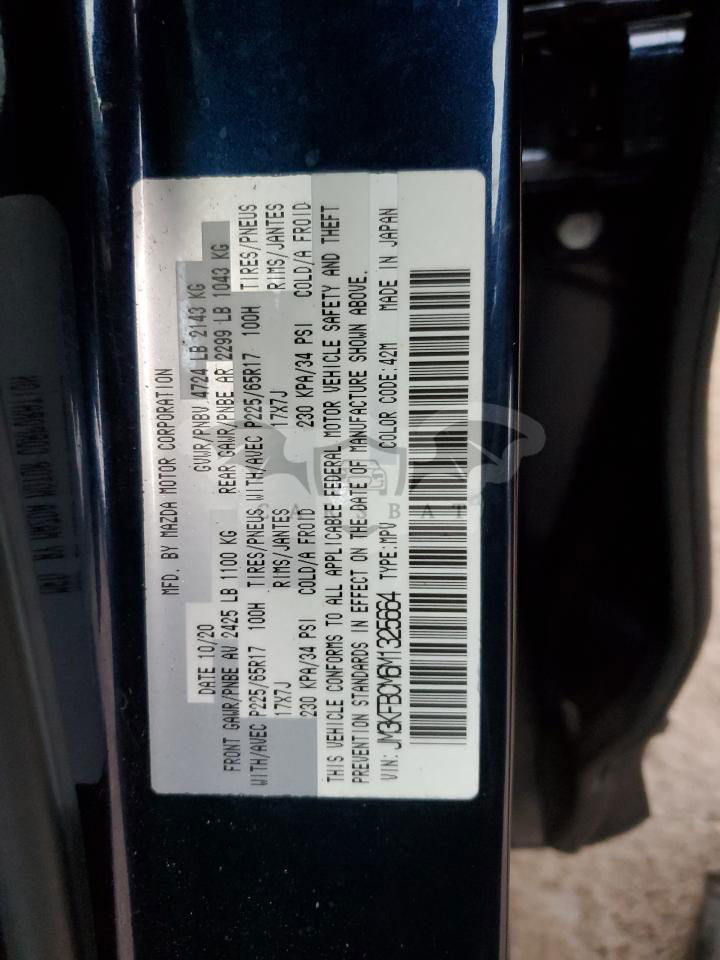 MFD. BY MAZDA MOTOR CORPORATION
DATE 10/20 GVWR/PNBV 4724 LB 2143 KG
FRONT GAWR/PNBE AV 2425 LB 1100 KG REAR GAWR/PNBE AR 2299 LB 1043 KG
WITH/AVEC P225/65R17 100H TIRES/PNEUS WITH/AVEC P225/65R17 100H TIRES/PNEUS
17X7J RIMS/JANTES 17X7J RIMS/JANTES
230 KPA/34 PSI COLD/A FROID 230 KPA/34 PSI COLD/A FROID
THIS VEHICLE CONFORMS TO ALL APPLICABLE FEDERAL MOTOR VEHICLE SAFETY AND THEFT
PREVENTION STANDARDS IN EFFECT ON THE DATE OF MANUFACTURE SHOWN ABOVE.
VIN: JM3KFBCM6M1325664 TYPE:MPV COLOR CODE:42M MADE IN JAPAN